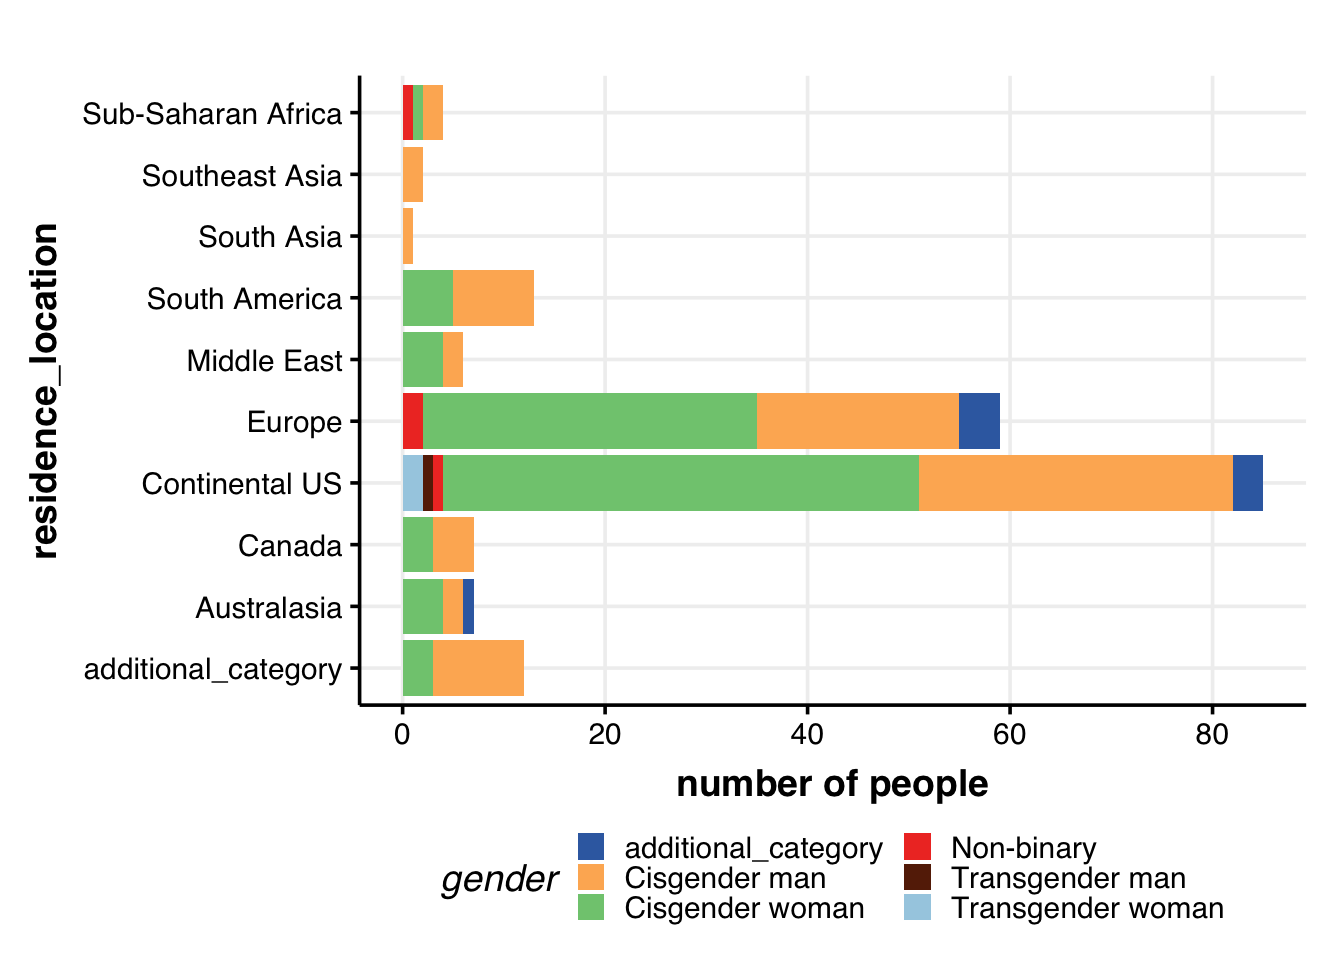 Sub-Saharan Africa
Southeast Asia
South Asia
South America
Middle East
Europe
Continental US
Canada
Australasia
additional_category
residence_location
0 20 40 60 80
number of people
gender
additional_category Non-binary
Cisgender man Transgender man
Cisgender woman Transgender woman